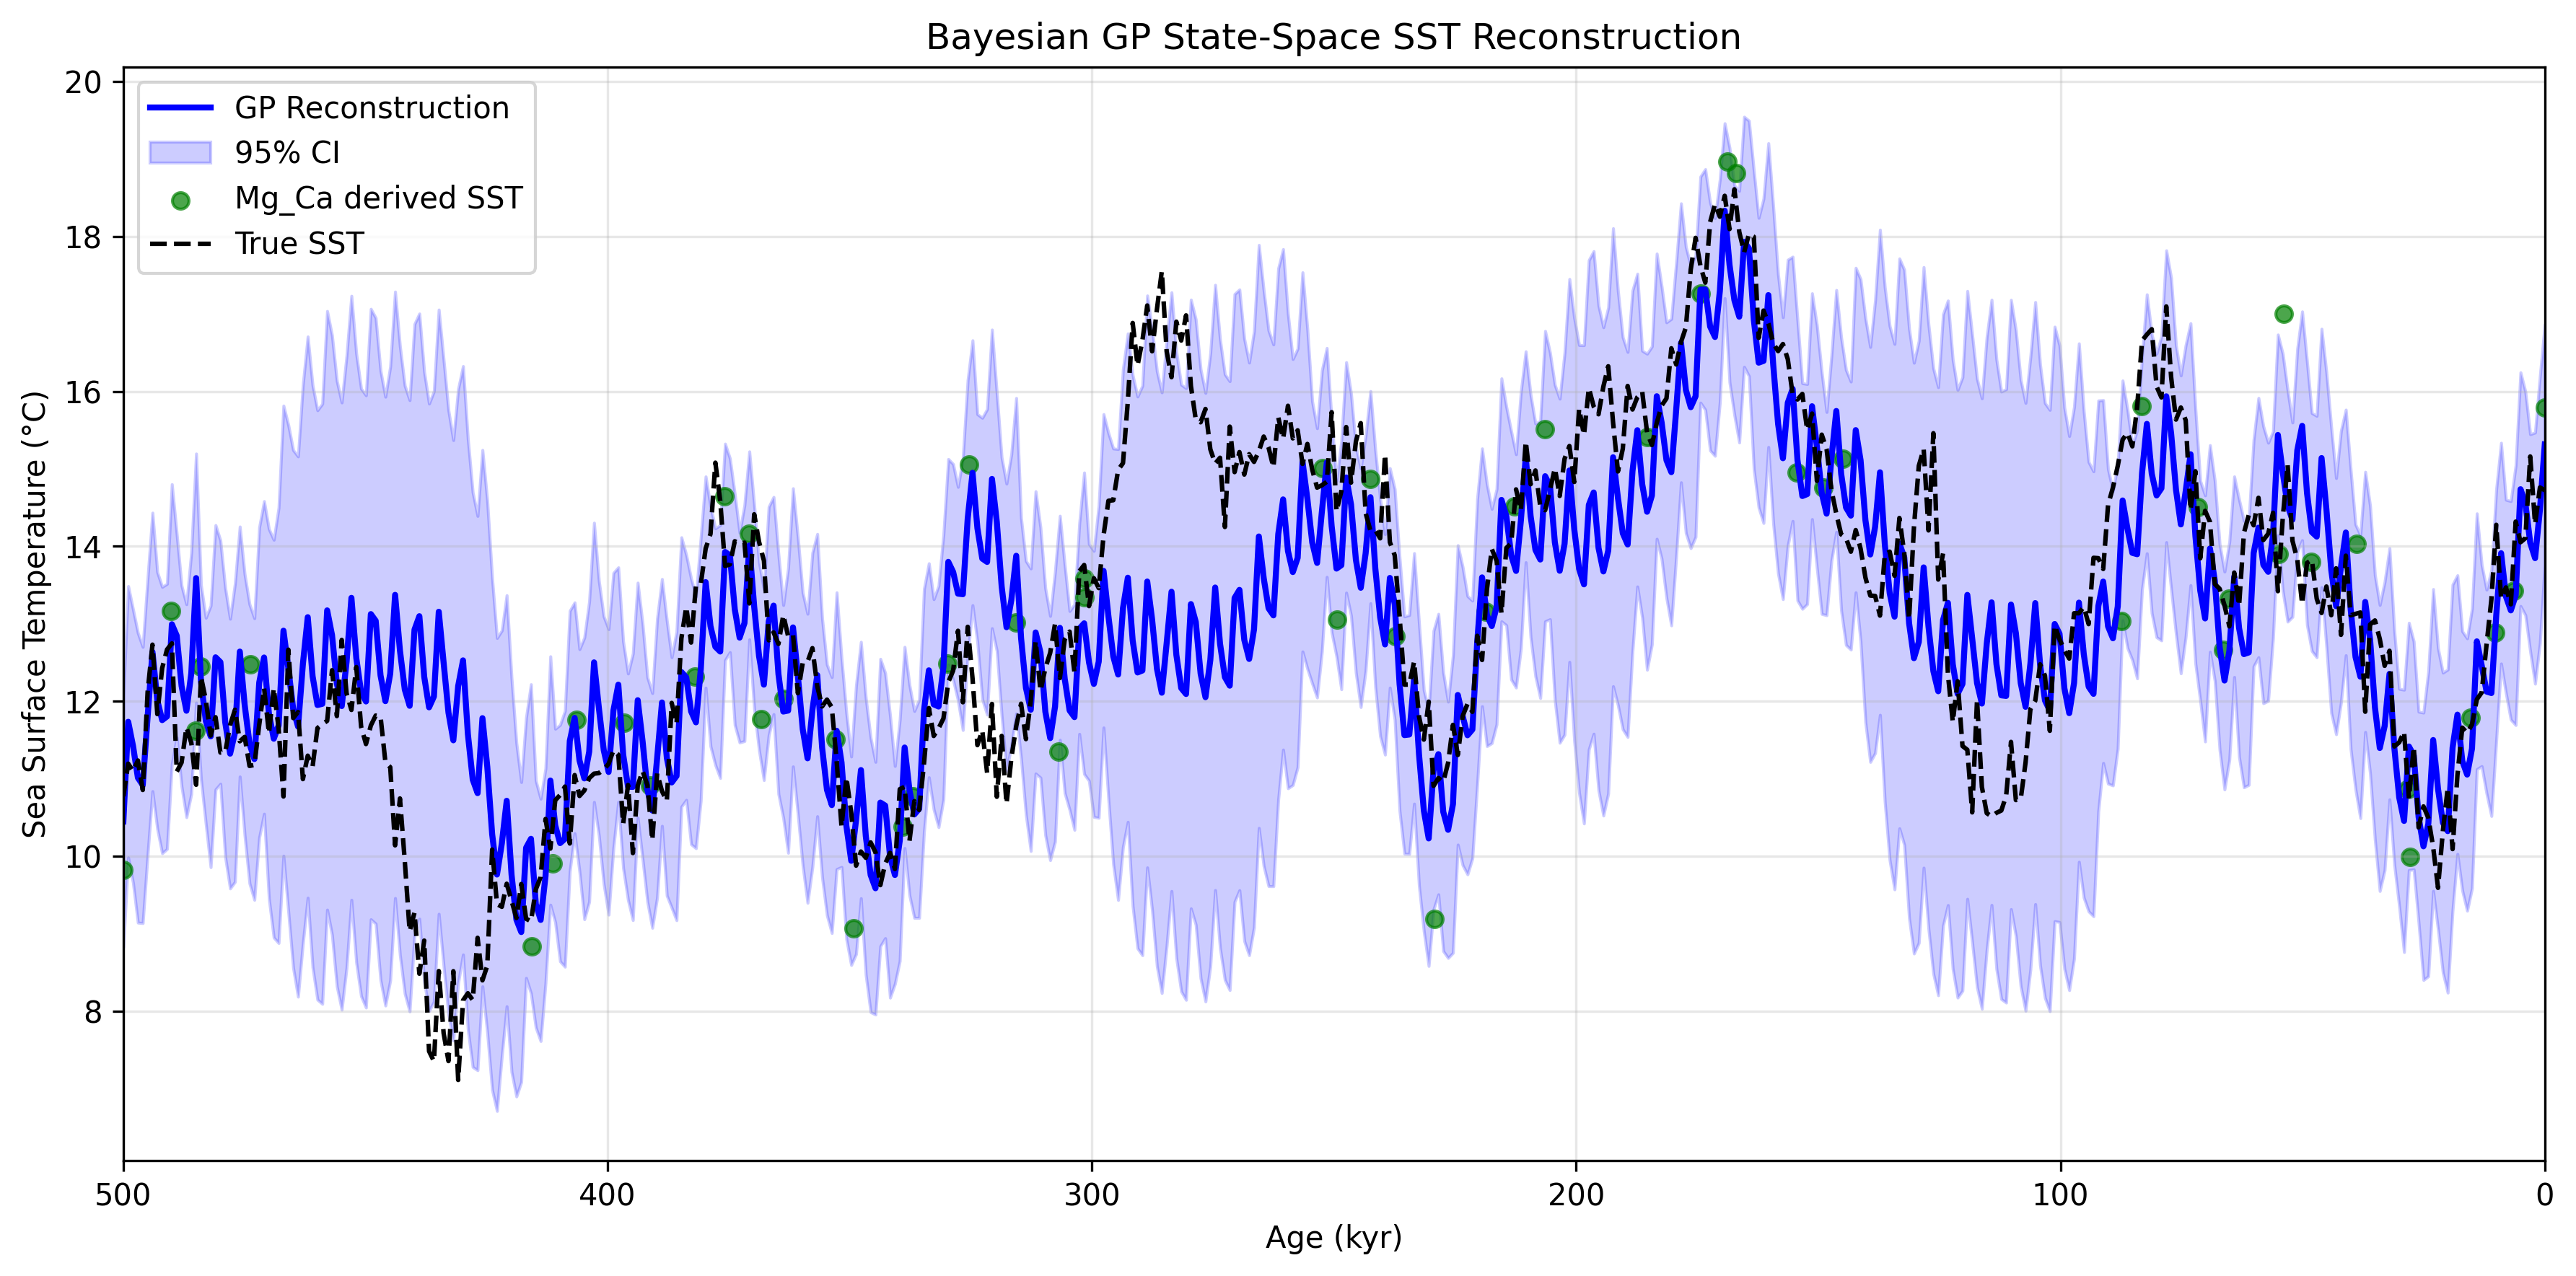 Bayesian GP State-Space SST Reconstruction
GP Reconstruction
95% CI
Mg_Ca derived SST
True SST
Sea Surface Temperature (°C)
20
18
16
14
12
10
8
500
400
300
200
100
0
Age (kyr)